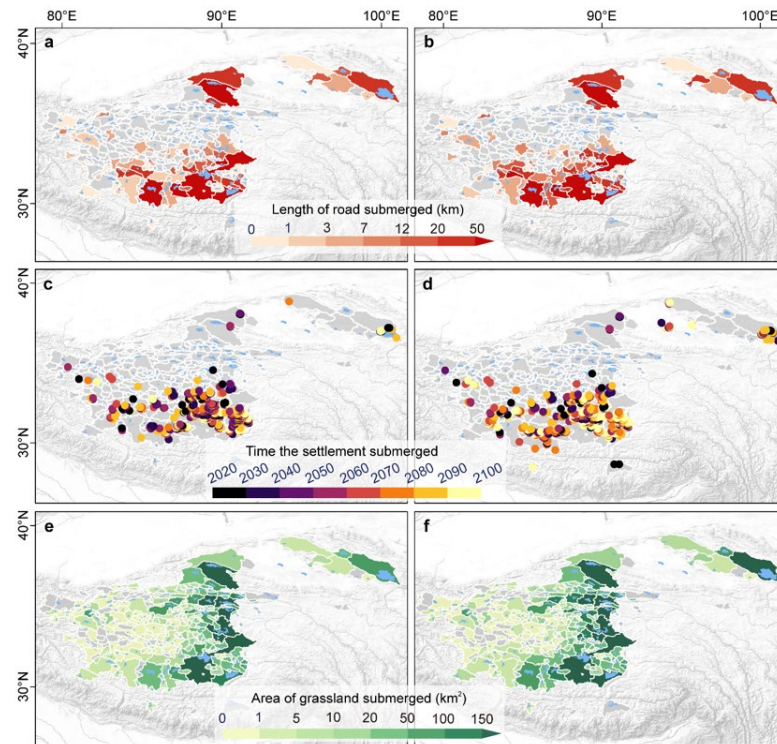 80°E 90°E 100°E 90°E 100°E
40°N
a
b
30°N
Length of road submerged (km)
0 1 3 7 12 20 50
40°N
c
d
30°N
Time the settlement submerged
2020 2030 2040 2050 2060 2070 2080 2090 2100
40°N
e
f
30°N
Area of grassland submerged (km²)
0 1 5 10 20 50 100 150